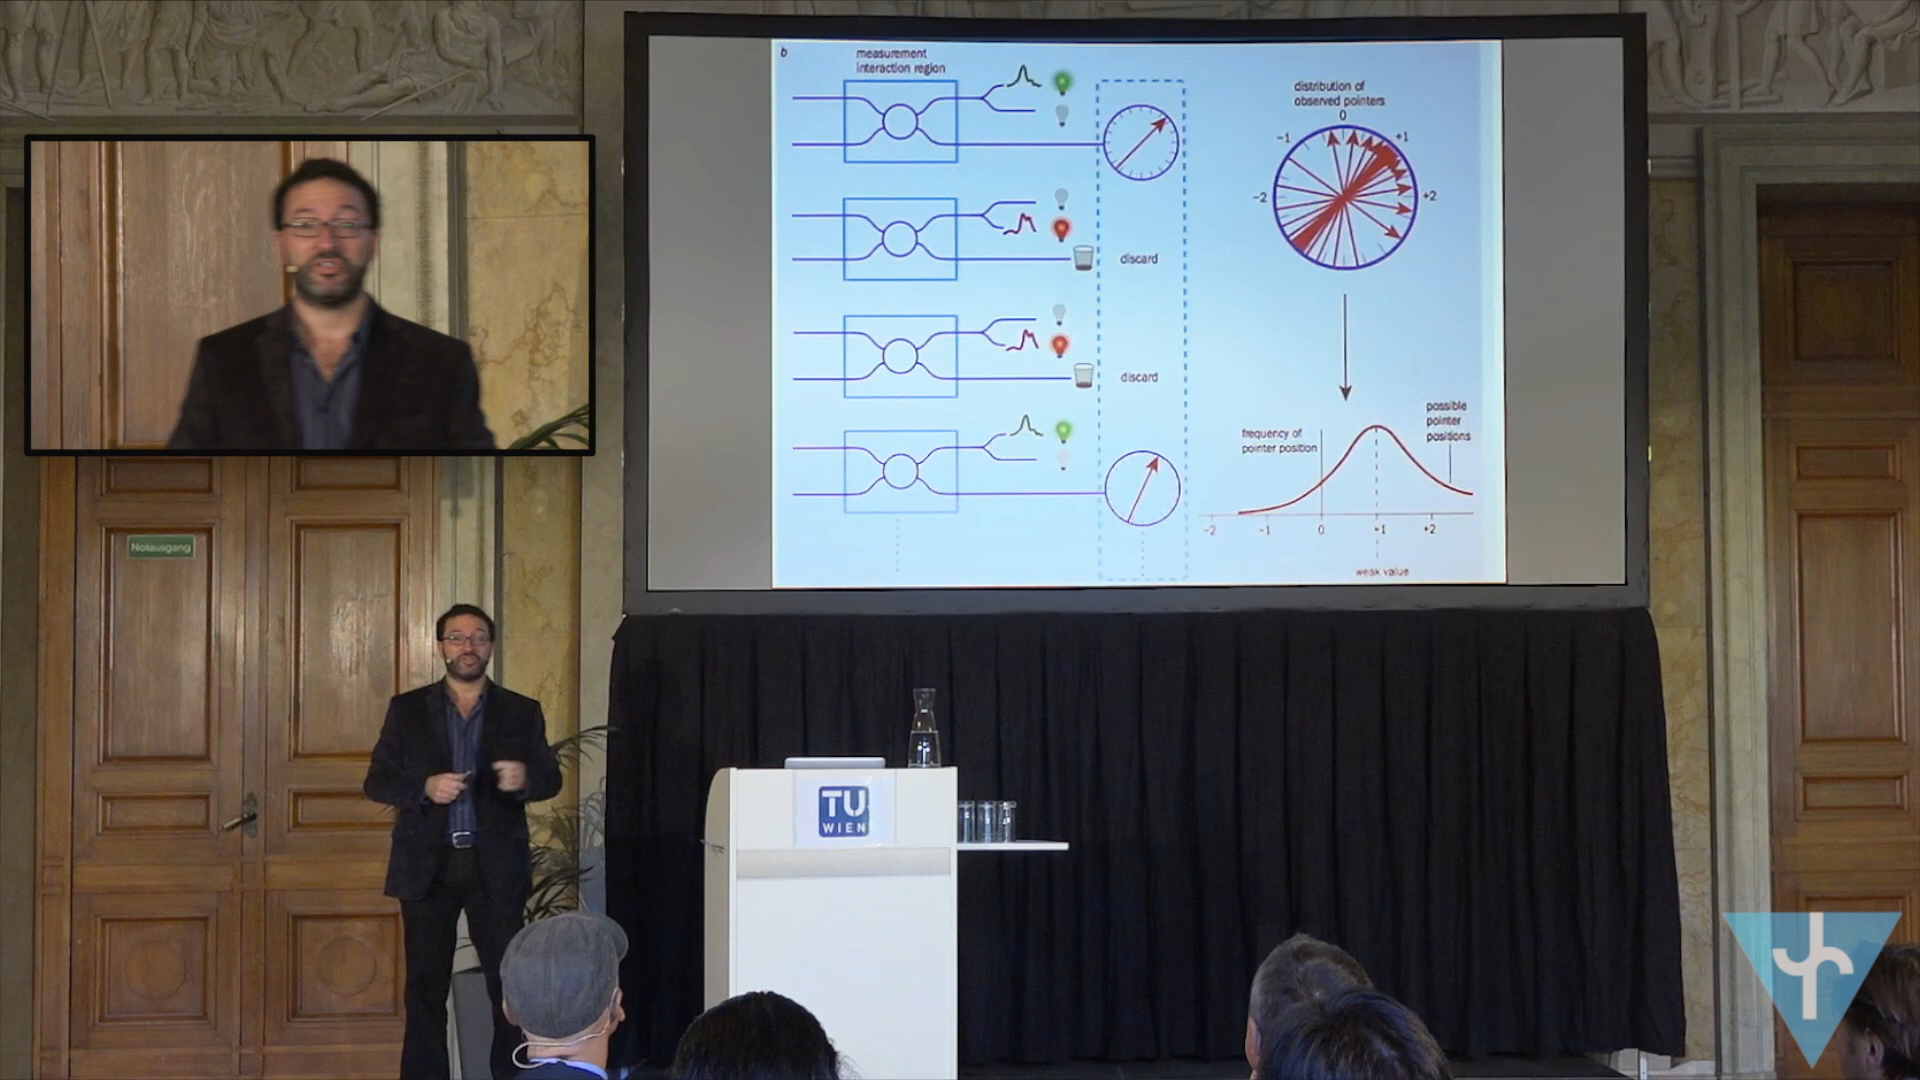 b
measurement
interaction region
discard
discard
distribution of
observed pointers
0
-1
+1
-2
+2
frequency of
pointer position
possible
pointer
positions
-2
-1
0
+1
+2
weak value
Notausgang
TU
WIEN